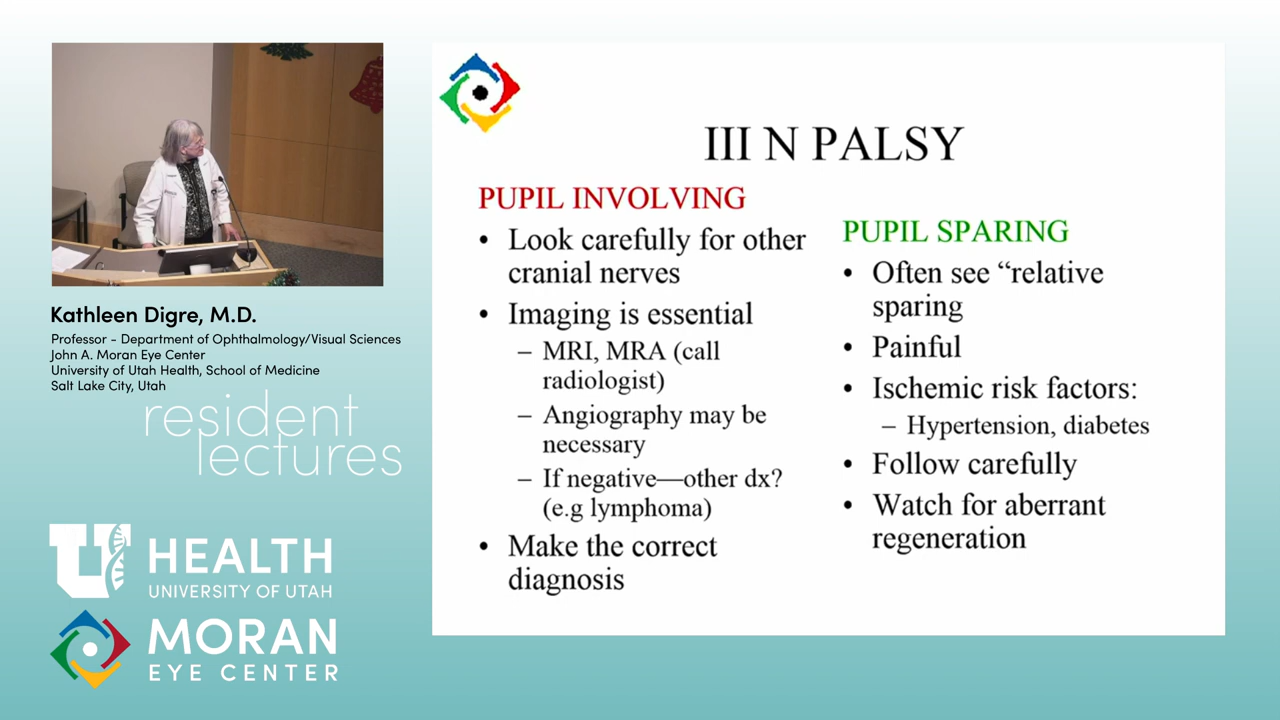 Kathleen Digre, M.D.
Professor - Department of Ophthalmology/Visual Sciences
John A. Moran Eye Center
University of Utah Health, School of Medicine
Salt Lake City, Utah
resident
lectures
U HEALTH
UNIVERSITY OF UTAH
MORAN
EYE CENTER
III N PALSY
PUPIL INVOLVING
• Look carefully for other
cranial nerves
• Imaging is essential
– MRI, MRA (call
radiologist)
– Angiography may be
necessary
– If negative—other dx?
(e.g lymphoma)
• Make the correct
diagnosis
PUPIL SPARING
• Often see “relative
sparing
• Painful
• Ischemic risk factors:
– Hypertension, diabetes
• Follow carefully
• Watch for aberrant
regeneration